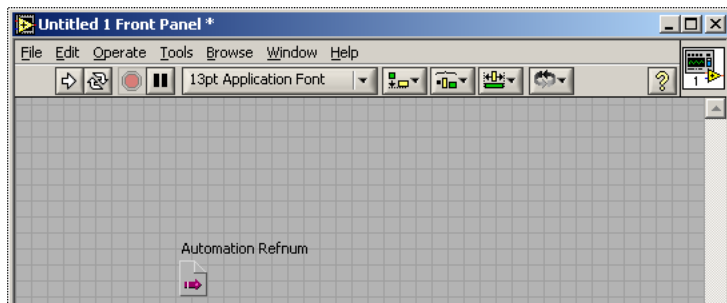 Untitled 1 Front Panel *
File Edit Operate Tools Browse Window Help
13pt Application Font
1
Automation Refnum